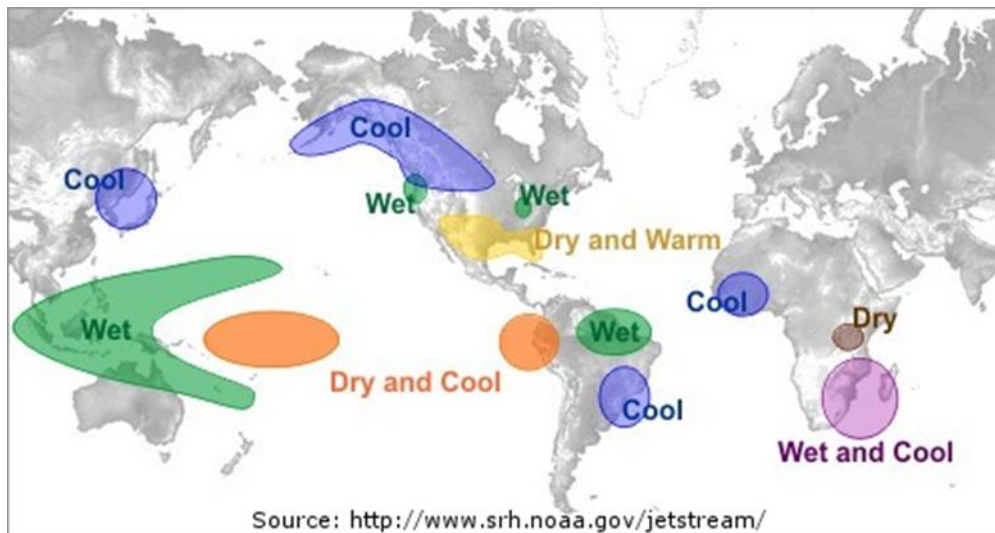 Cool
Cool
Wet
Wet
Dry and Warm
Cool
Wet
Wet
Dry
Dry and Cool
Cool
Wet and Cool
Source: http://www.srh.noaa.gov/jetstream/